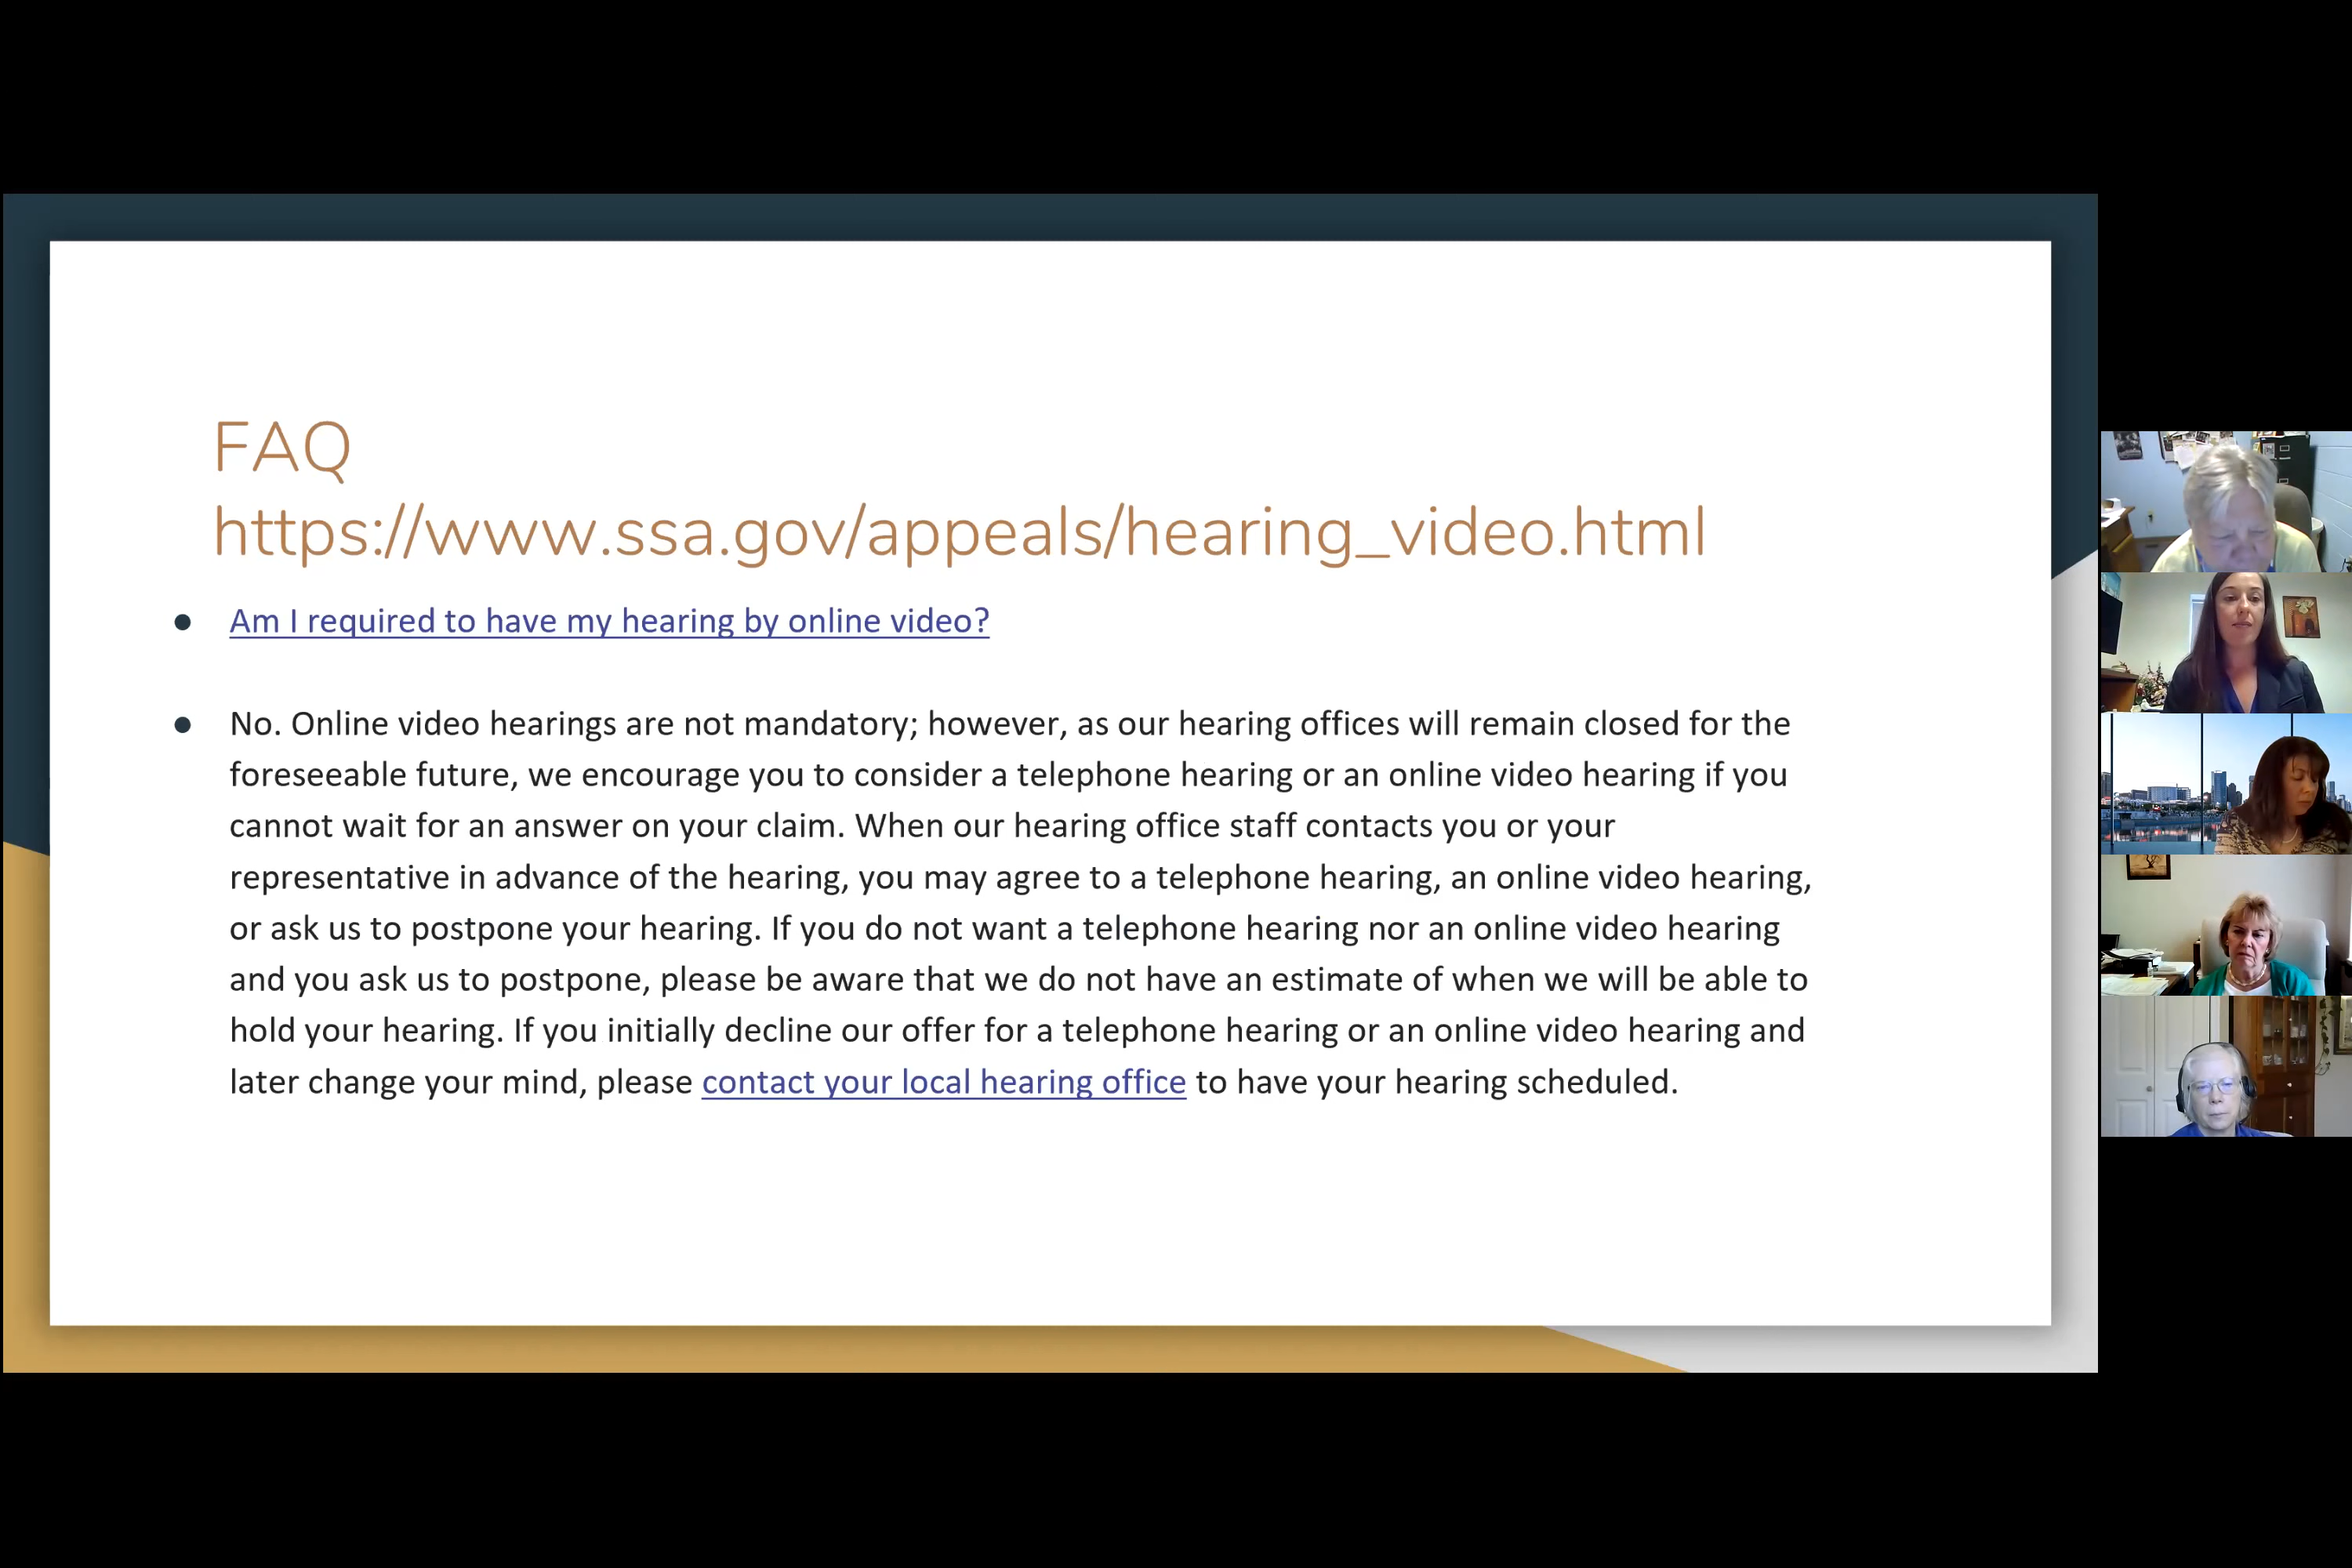 FAQ
https://www.ssa.gov/appeals/hearing_video.html
● Am I required to have my hearing by online video?
● No. Online video hearings are not mandatory; however, as our hearing offices will remain closed for the
foreseeable future, we encourage you to consider a telephone hearing or an online video hearing if you
cannot wait for an answer on your claim. When our hearing office staff contacts you or your
representative in advance of the hearing, you may agree to a telephone hearing, an online video hearing,
or ask us to postpone your hearing. If you do not want a telephone hearing nor an online video hearing
and you ask us to postpone, please be aware that we do not have an estimate of when we will be able to
hold your hearing. If you initially decline our offer for a telephone hearing or an online video hearing and
later change your mind, please contact your local hearing office to have your hearing scheduled.